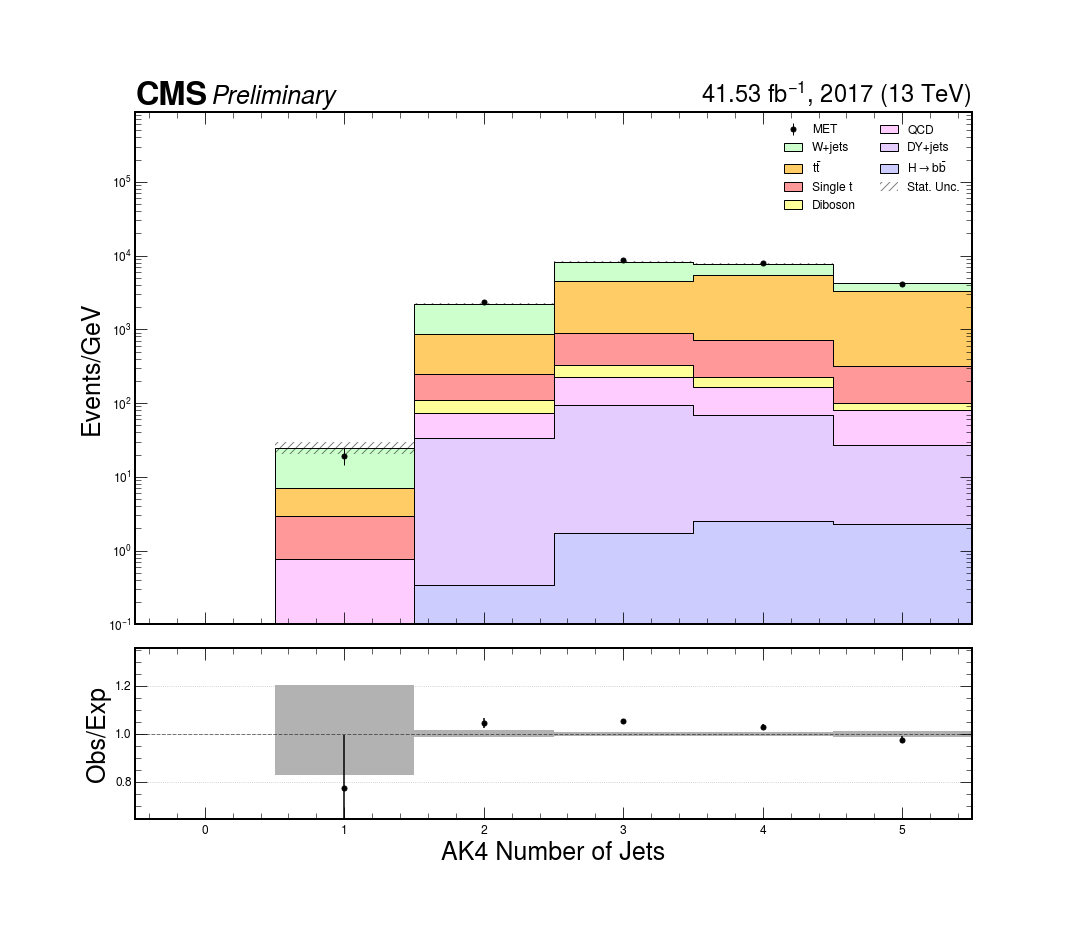 CMS Preliminary
41.53 fb⁻¹, 2017 (13 TeV)
MET
W+jets
tt̄
Single t
Diboson
QCD
DY+jets
H→bb̄
Stat. Unc.
Events/GeV
10⁵
10⁴
10³
10²
10¹
10⁰
10⁻¹
Obs/Exp
1.2
1.0
0.8
0 1 2 3 4 5
AK4 Number of Jets